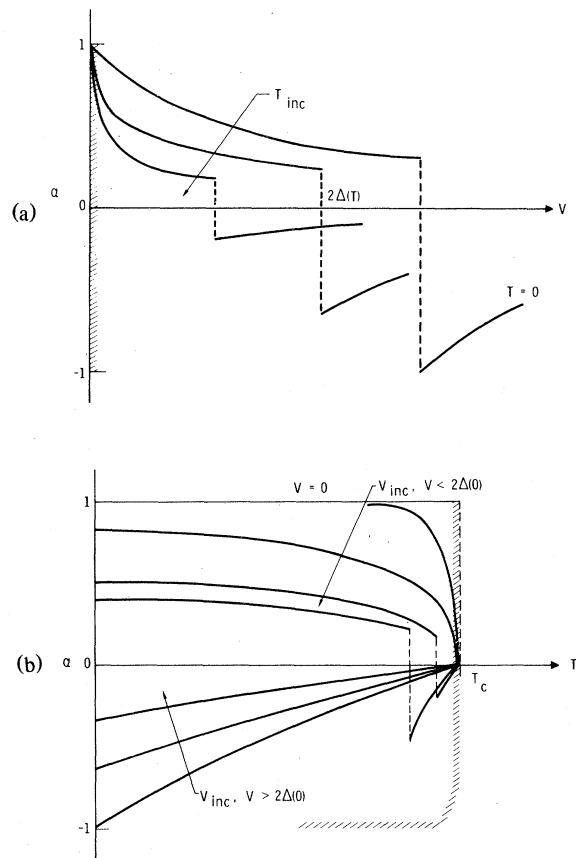 1
T inc
α
(a)
0
2Δ(T)
V
T = 0
-1
1
V = 0
V inc, V < 2Δ(0)
(b)
α
0
T
T c
V inc, V > 2Δ(0)
-1